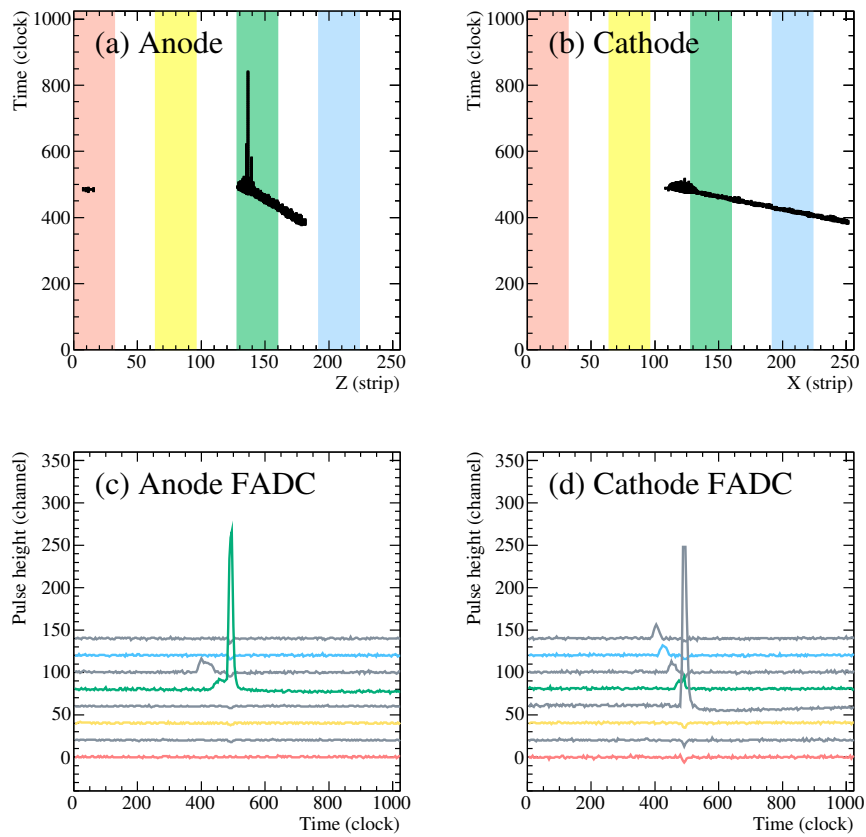 (a) Anode
Time (clock)
1000
800
600
400
200
0
0 50 100 150 200 250
Z (strip)
(b) Cathode
Time (clock)
1000
800
600
400
200
0
0 50 100 150 200 250
X (strip)
(c) Anode FADC
Pulse height (channel)
350
300
250
200
150
100
50
0
0 200 400 600 800 1000
Time (clock)
(d) Cathode FADC
Pulse height (channel)
350
300
250
200
150
100
50
0
0 200 400 600 800 1000
Time (clock)